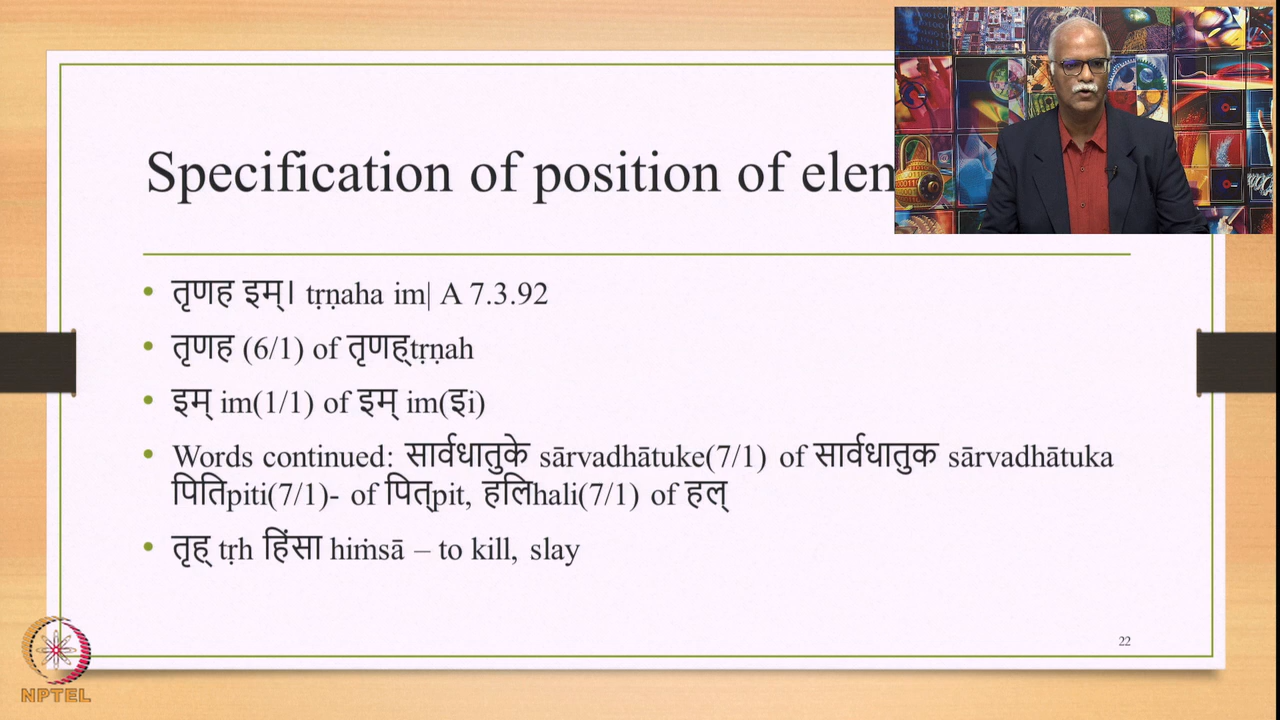 Specification of position of elem
तृणह इम्। tṛṇaha im| A 7.3.92
तृणह (6/1) of तृणह्tṛṇah
इम् im(1/1) of इम् im(इi)
Words continued: सार्वधातुके sārvadhātuke(7/1) of सार्वधातुक sārvadhātuka
पितिpiti(7/1)- of पित्pit, हलिhali(7/1) of हल्
तृह् tṛh हिंसा hiṁsā – to kill, slay
22
NPTEL